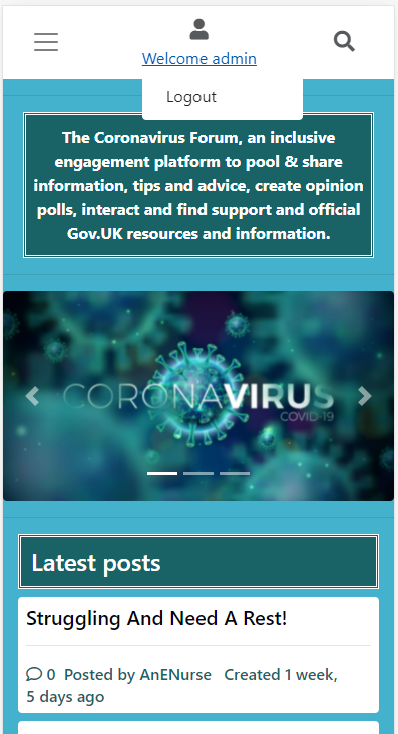 Welcome admin
Logout
The Coronavirus Forum, an inclusive
engagement platform to pool & share
information, tips and advice, create opinion
polls, interact and find support and official
Gov.UK resources and information.
CORONAVIRUS
COVID-19
Latest posts
Struggling And Need A Rest!
0 Posted by AnENurse Created 1 week,
5 days ago